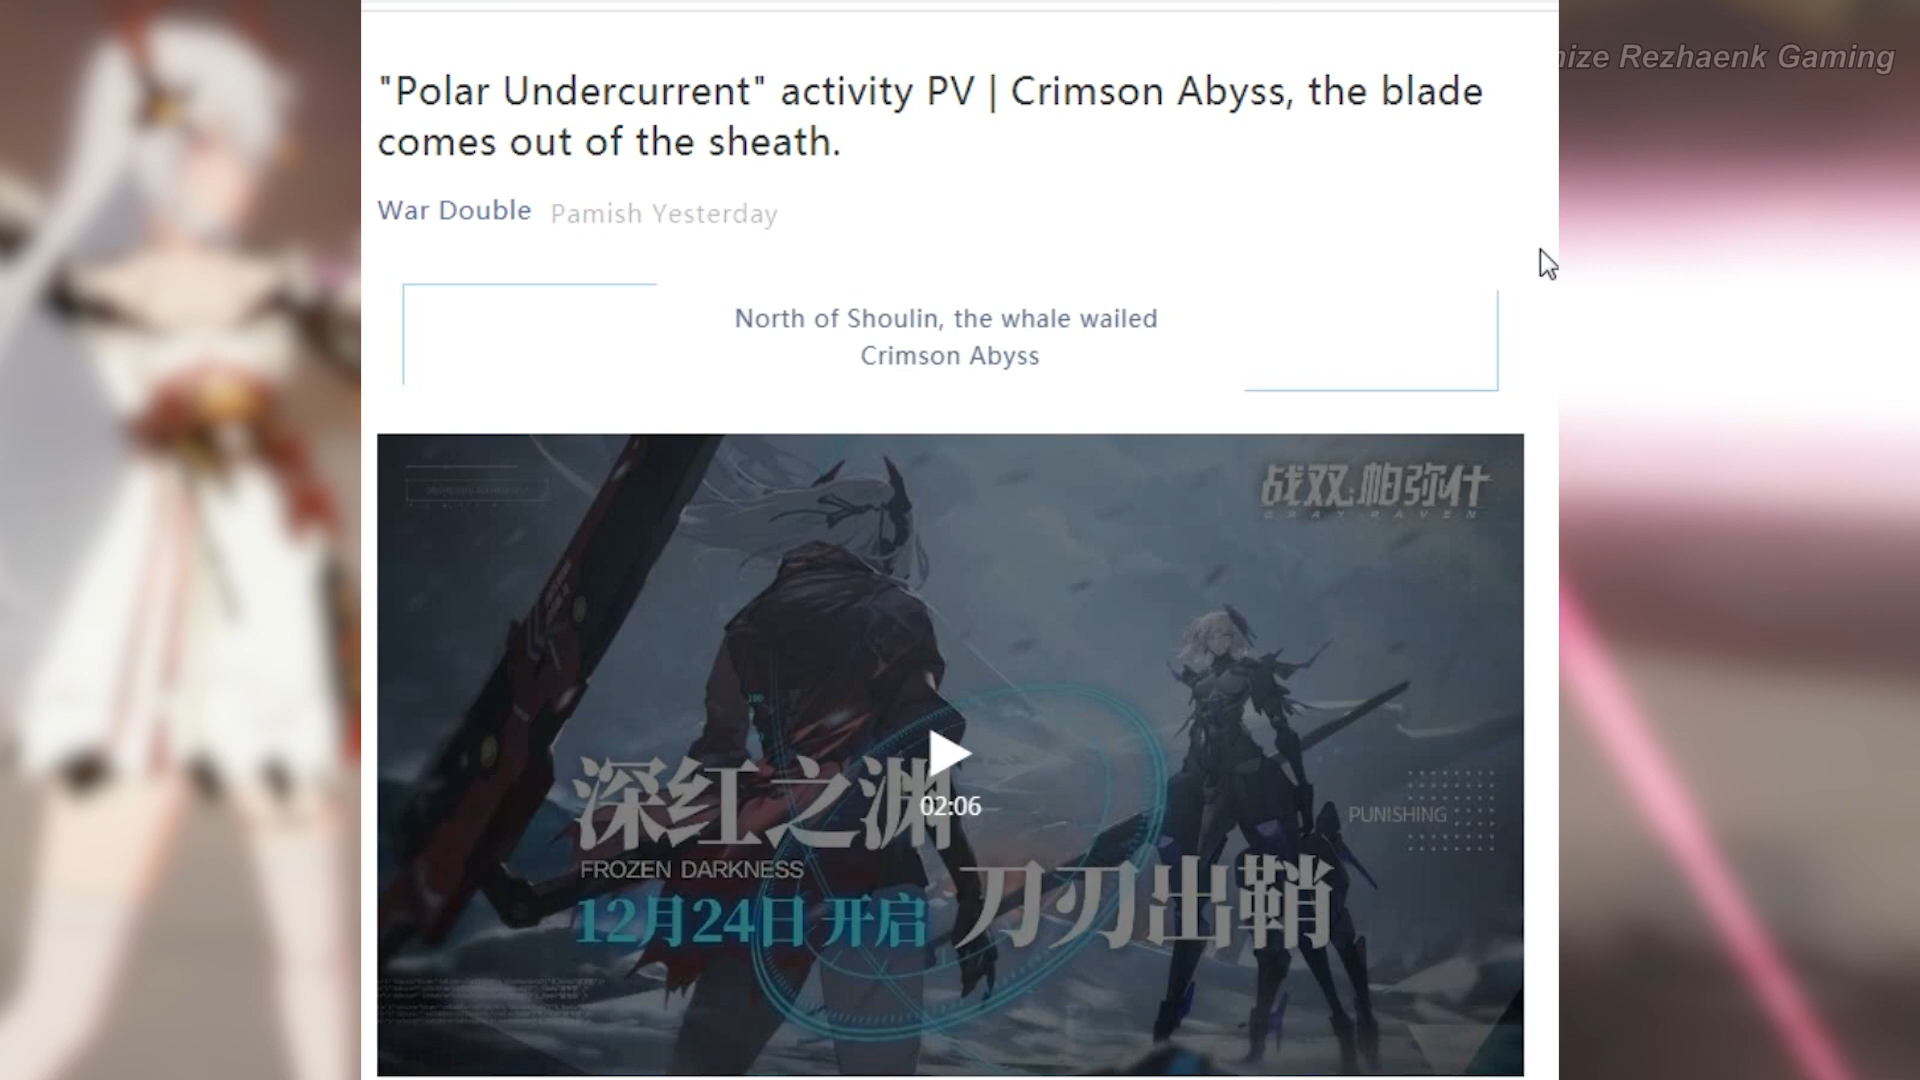 nize Rezhaenk Gaming
"Polar Undercurrent" activity PV | Crimson Abyss, the blade
comes out of the sheath.
War Double Pamish Yesterday
North of Shoulin, the whale wailed
Crimson Abyss
战双帕弥什
GRAY RAVEN
02:06
深红之渊
FROZEN DARKNESS
PUNISHING
12月24日 开启
刀刃出鞘